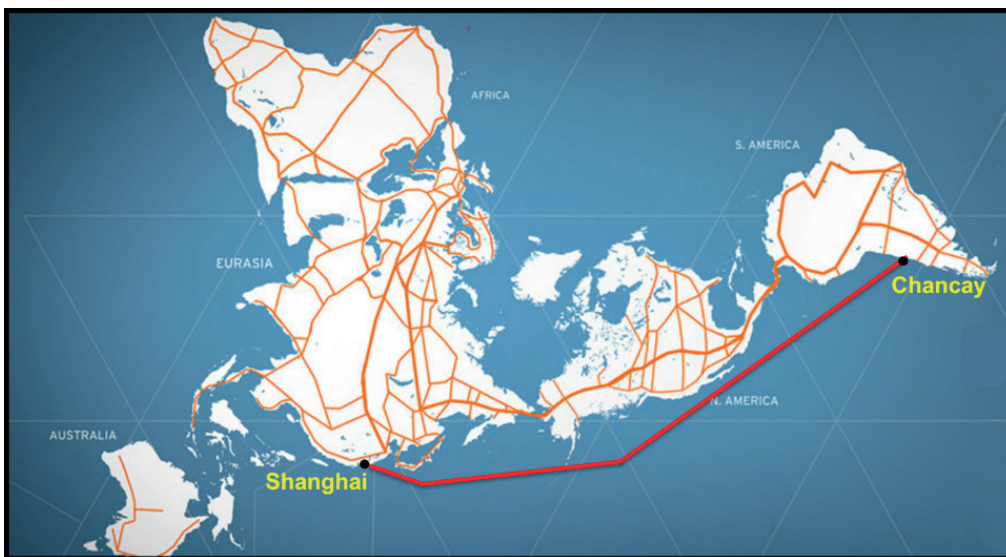 AFRICA
S. AMERICA
EURASIA
Chancay
N. AMERICA
AUSTRALIA
Shanghai